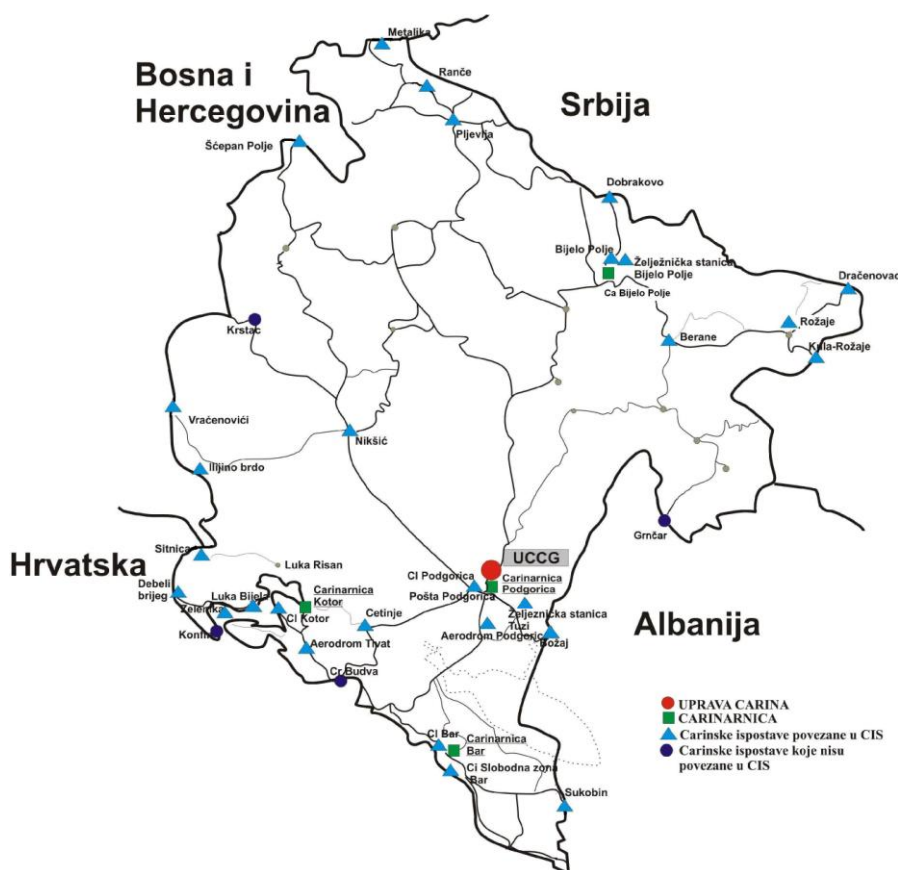 Metalika
Bosna i
Hercegovina
Ranče
Srbija
Pljevlja
Šćepan Polje
Dobrakovo
Bijelo Polje
Željeznička stanica
Bijelo Polje
Ca Bijelo Polje
Dračenovac
Krstac
Rožaje
Berane
Kula-Rožaje
Vraćenovići
Nikšić
Ilijino brdo
Grnčar
Sitnica
Hrvatska
Luka Risan
UCCG
Debeli
brijeg
CI Podgorica
Carinarnica
Podgorica
Pošta Podgorica
Luka Bijela
Carinarnica
Kotor
Zelenika
CI Kotor
Cetinje
Željeznička stanica
Tuzi
Albanija
Konfin
Aerodrom Tivat
Aerodrom Podgorica
Božaj
Cr Budva
UPRAVA CARINA
CARINARNICA
Carinske ispostave povezane u CIS
Carinske ispostave koje nisu
povezane u CIS
CI Bar
Carinarnica
Bar
Ci Slobodna zona
Bar
Sukobin